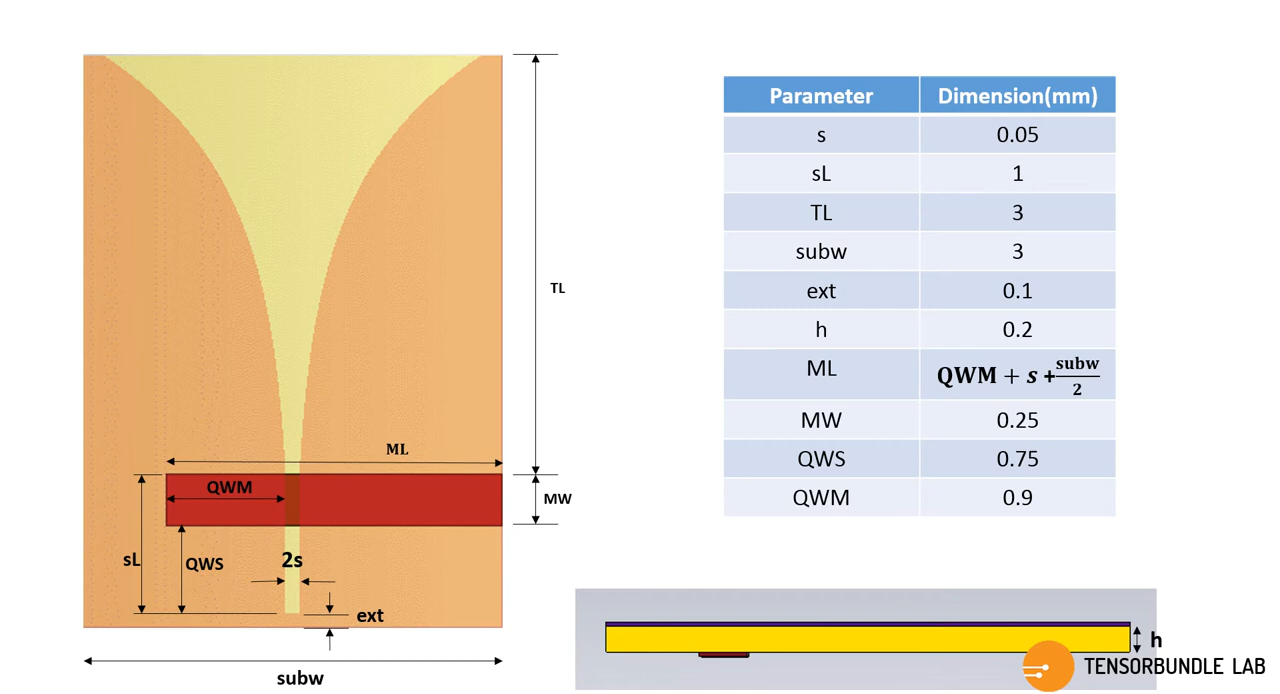 TL
ML
QWM
MW
sL
QWS
2s
ext
subw
Parameter Dimension(mm)
s 0.05
sL 1
TL 3
subw 3
ext 0.1
h 0.2
ML QWM + s + subw/2
MW 0.25
QWS 0.75
QWM 0.9
h
TENSORBUNDLE LAB